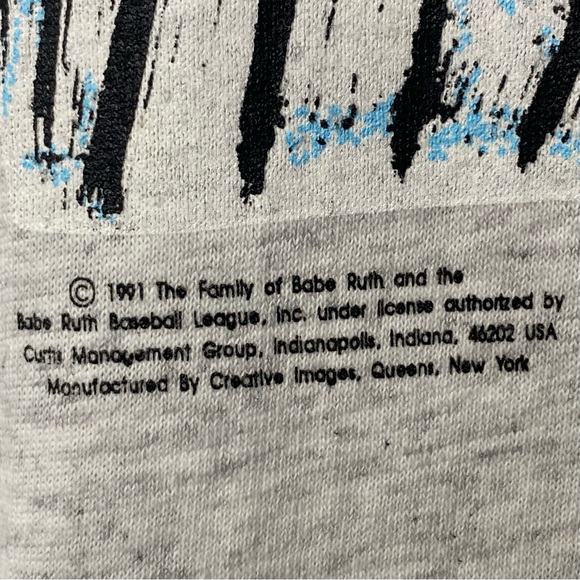 © 1991 The Family of Babe Ruth and the
Babe Ruth Baseball League, Inc. under license authorized by
Curtis Management Group, Indianapolis, Indiana, 46202 USA
Manufactured By Creative Images, Queens, New York